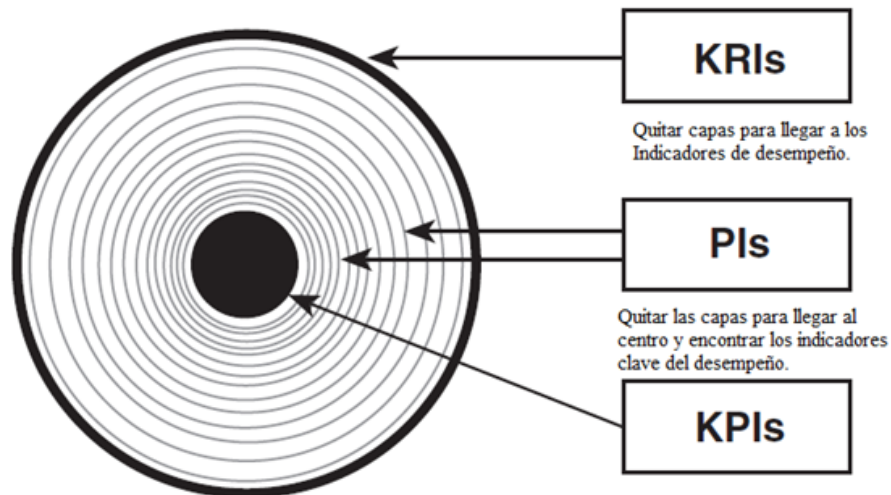 KRIs
Quitar capas para llegar a los
Indicadores de desempeño.
PIs
Quitar las capas para llegar al
centro y encontrar los indicadores
clave del desempeño.
KPIs